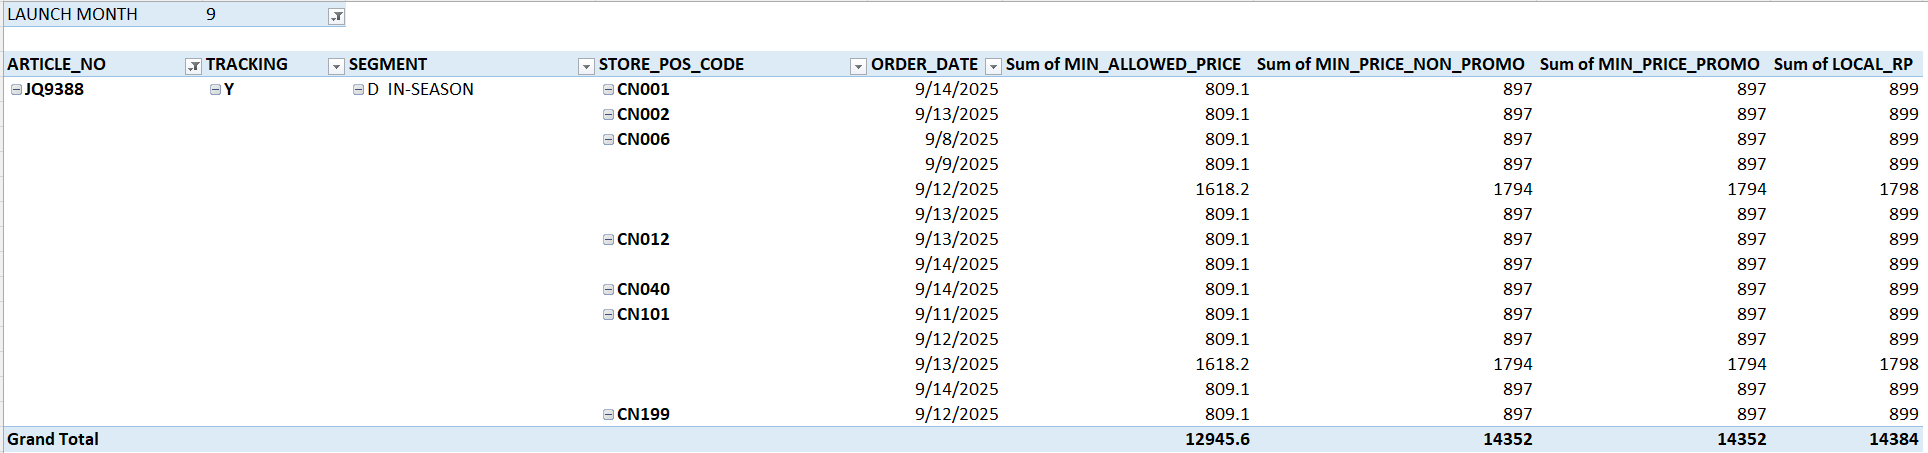 LAUNCH MONTH 9
ARTICLE_NO TRACKING SEGMENT STORE_POS_CODE ORDER_DATE Sum of MIN_ALLOWED_PRICE Sum of MIN_PRICE_NON_PROMO Sum of MIN_PRICE_PROMO Sum of LOCAL_RP
JQ9388 Y D IN-SEASON CN001 9/14/2025 809.1 897 897 899
CN002 9/13/2025 809.1 897 897 899
CN006 9/8/2025 809.1 897 897 899
9/9/2025 809.1 897 897 899
9/12/2025 1618.2 1794 1794 1798
9/13/2025 809.1 897 897 899
CN012 9/13/2025 809.1 897 897 899
9/14/2025 809.1 897 897 899
CN040 9/14/2025 809.1 897 897 899
CN101 9/11/2025 809.1 897 897 899
9/12/2025 809.1 897 897 899
9/13/2025 1618.2 1794 1794 1798
9/14/2025 809.1 897 897 899
CN199 9/12/2025 809.1 897 897 899
Grand Total 12945.6 14352 14352 14384